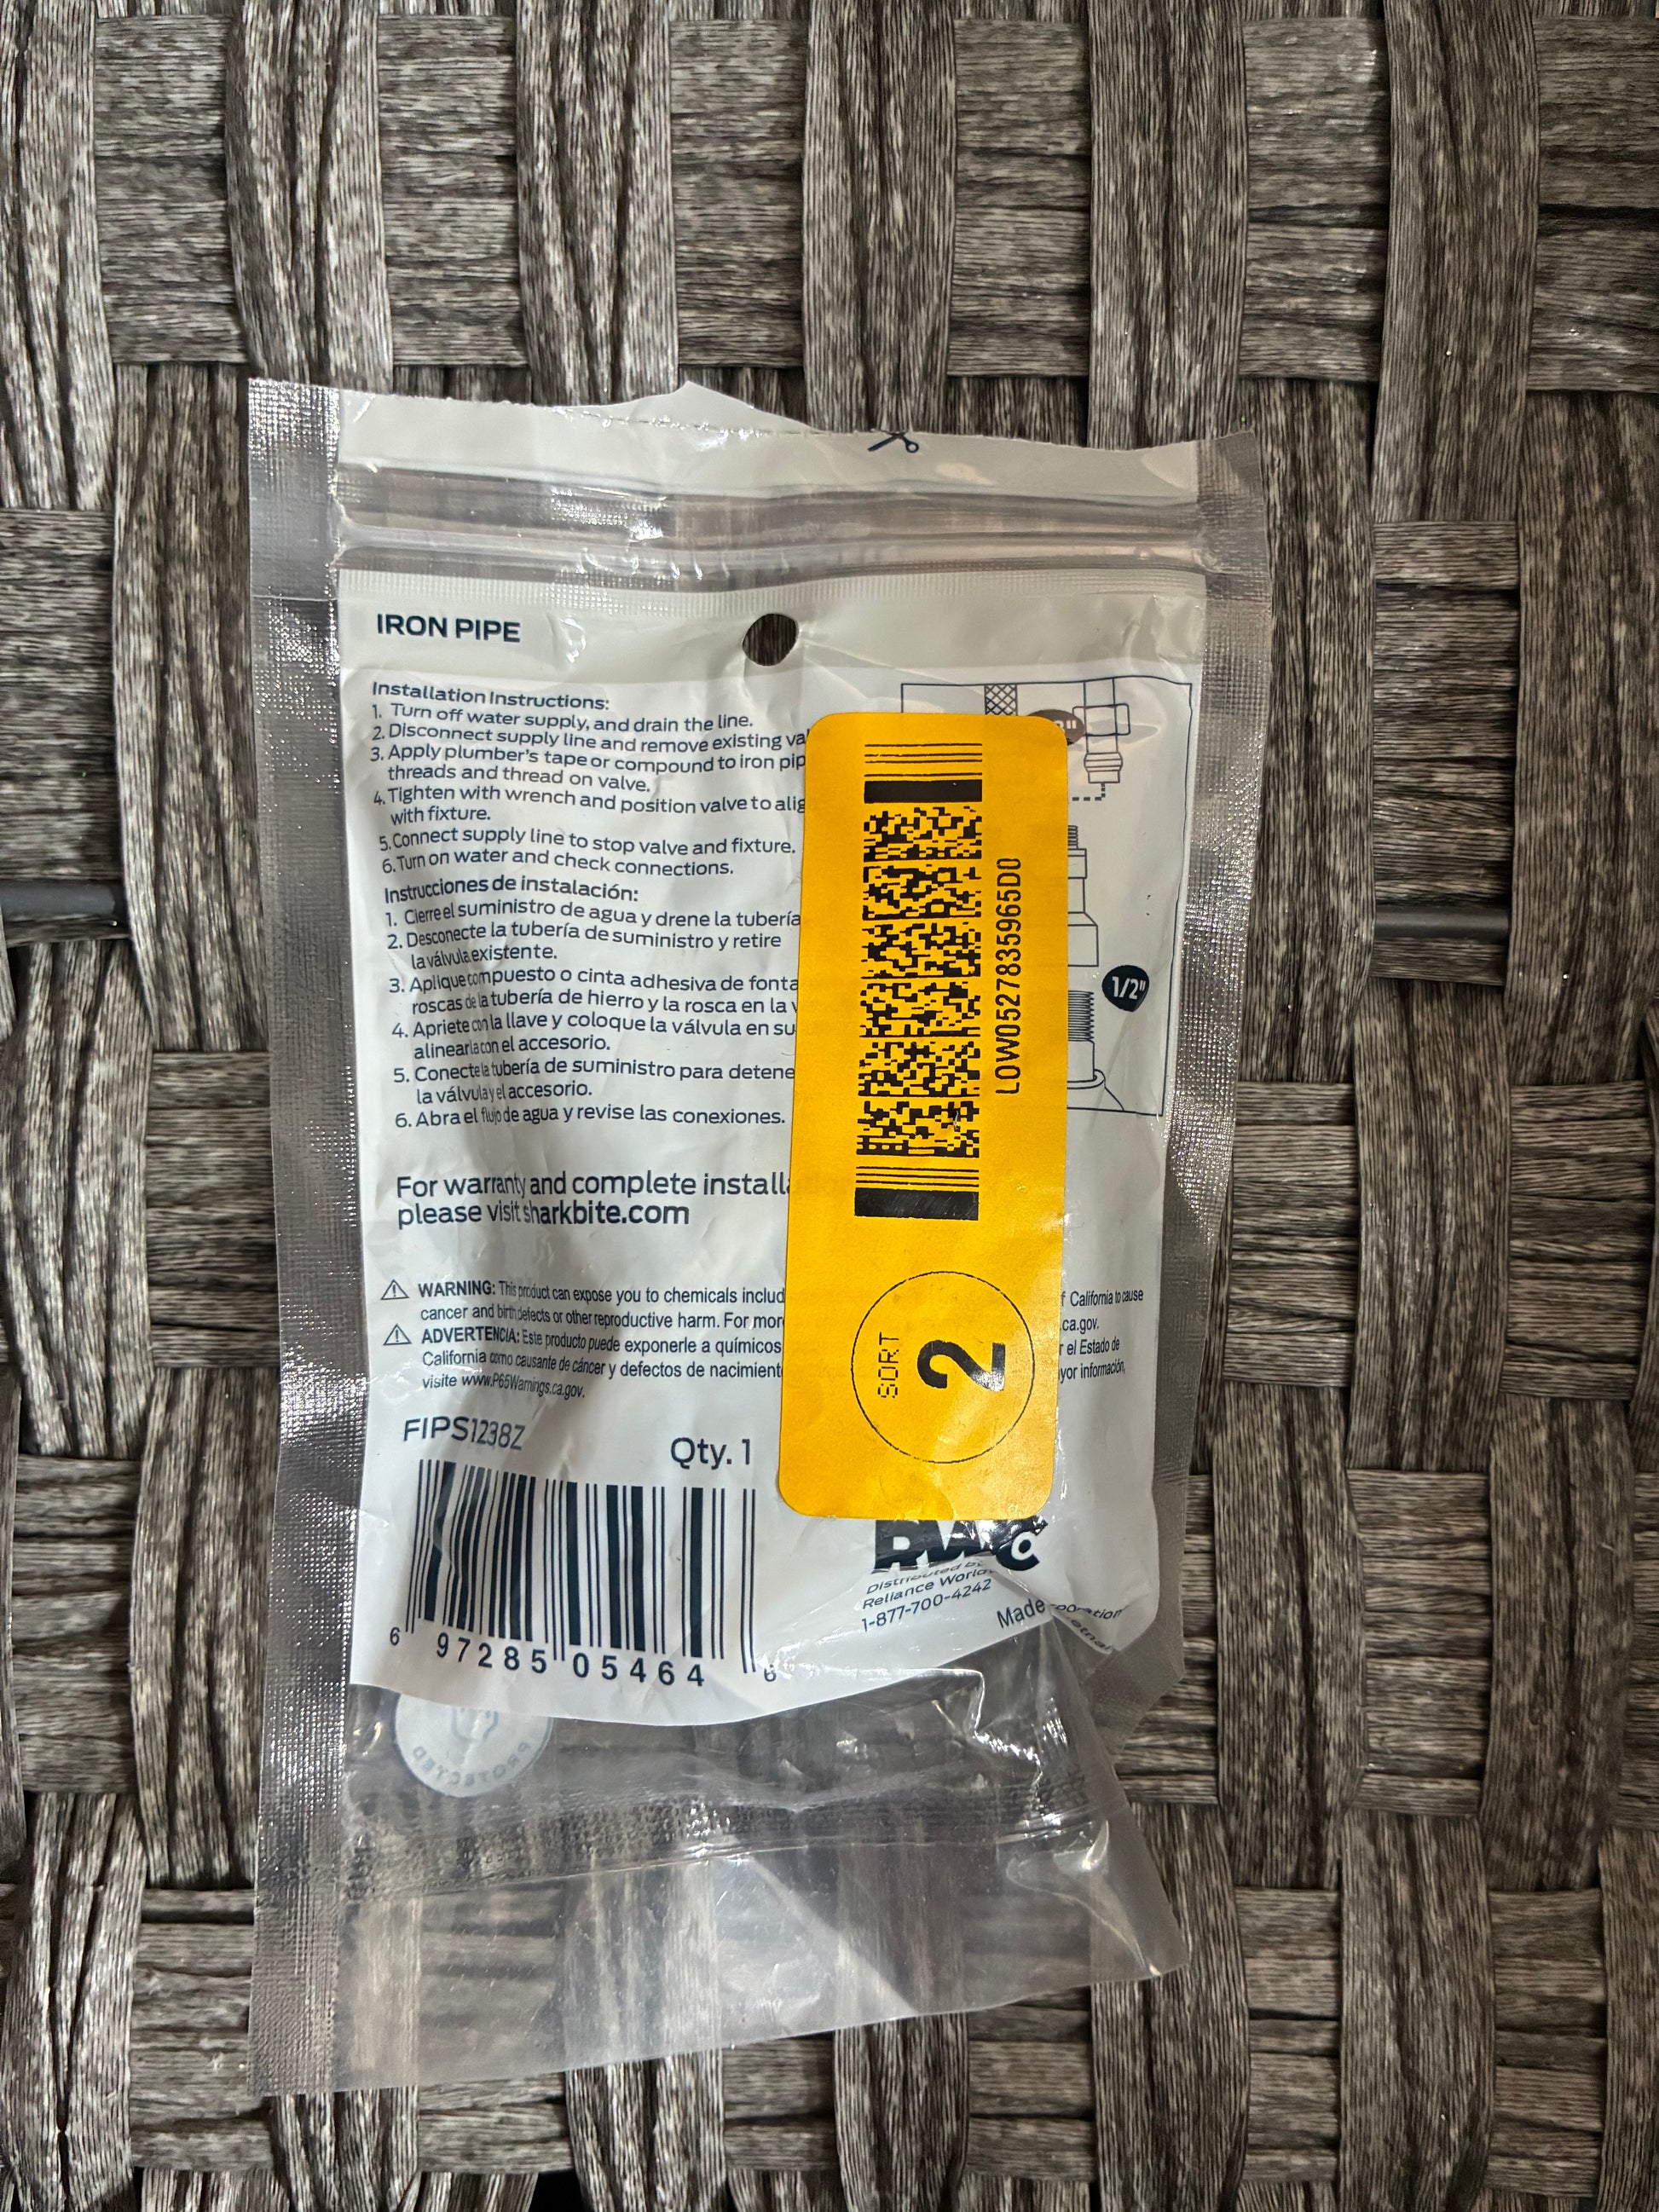 IRON PIPE
Installation Instructions:
1. Turn off water supply, and drain the line.
2. Disconnect supply line and remove existing
3. Apply plumber's tape or compound to iron
threads and thread on valve.
4. Tighten with wrench and position valve to
with fixture.
5. Connect supply line to stop valve and fixture.
6. Turn on water and check connections.
Instrucciones de instalación:
1. Cierre el suministro de agua y drene la tubería
2. Desconecte la tubería de suministro y retire
la válvula existente.
3. Aplique compuesto o cinta adhesiva de
roscas de la tubería de hierro y la rosca en la
4. Apriete con la llave y coloque la válvula en su
alinearla con el accesorio.
5. Conecte la tubería de suministro para
la válvula y el accesorio.
6. Abra el flujo de agua y revise las conexiones.
1/2"
For warranty and complete
please visit sharkbite.com
WARNING: This product can expose you to chemicals
California to cause
cancer and birth defects or other reproductive harm. For
ca.gov.
ADVERTENCIA: Este producto puede exponerle a químicos
el Estado de
California como causante de cáncer y defectos de
información,
visite www.P65Warnings.ca.gov.
FIPS1238Z
Qty. 1
6 97285 05464 6
LOW0527835965D0
SORT
2
RWC
Distributed by
Reliance
1-877-700-4242
Made
PROTECTED